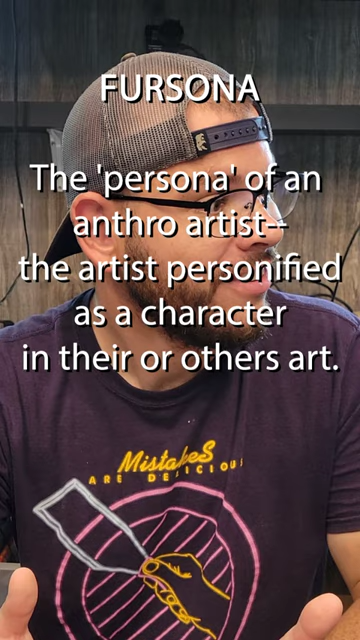 FURSONA
The 'persona' of an
anthro artist--
the artist personified
as a character
in their or others art.
MistakeS
ARE DELICIOUS